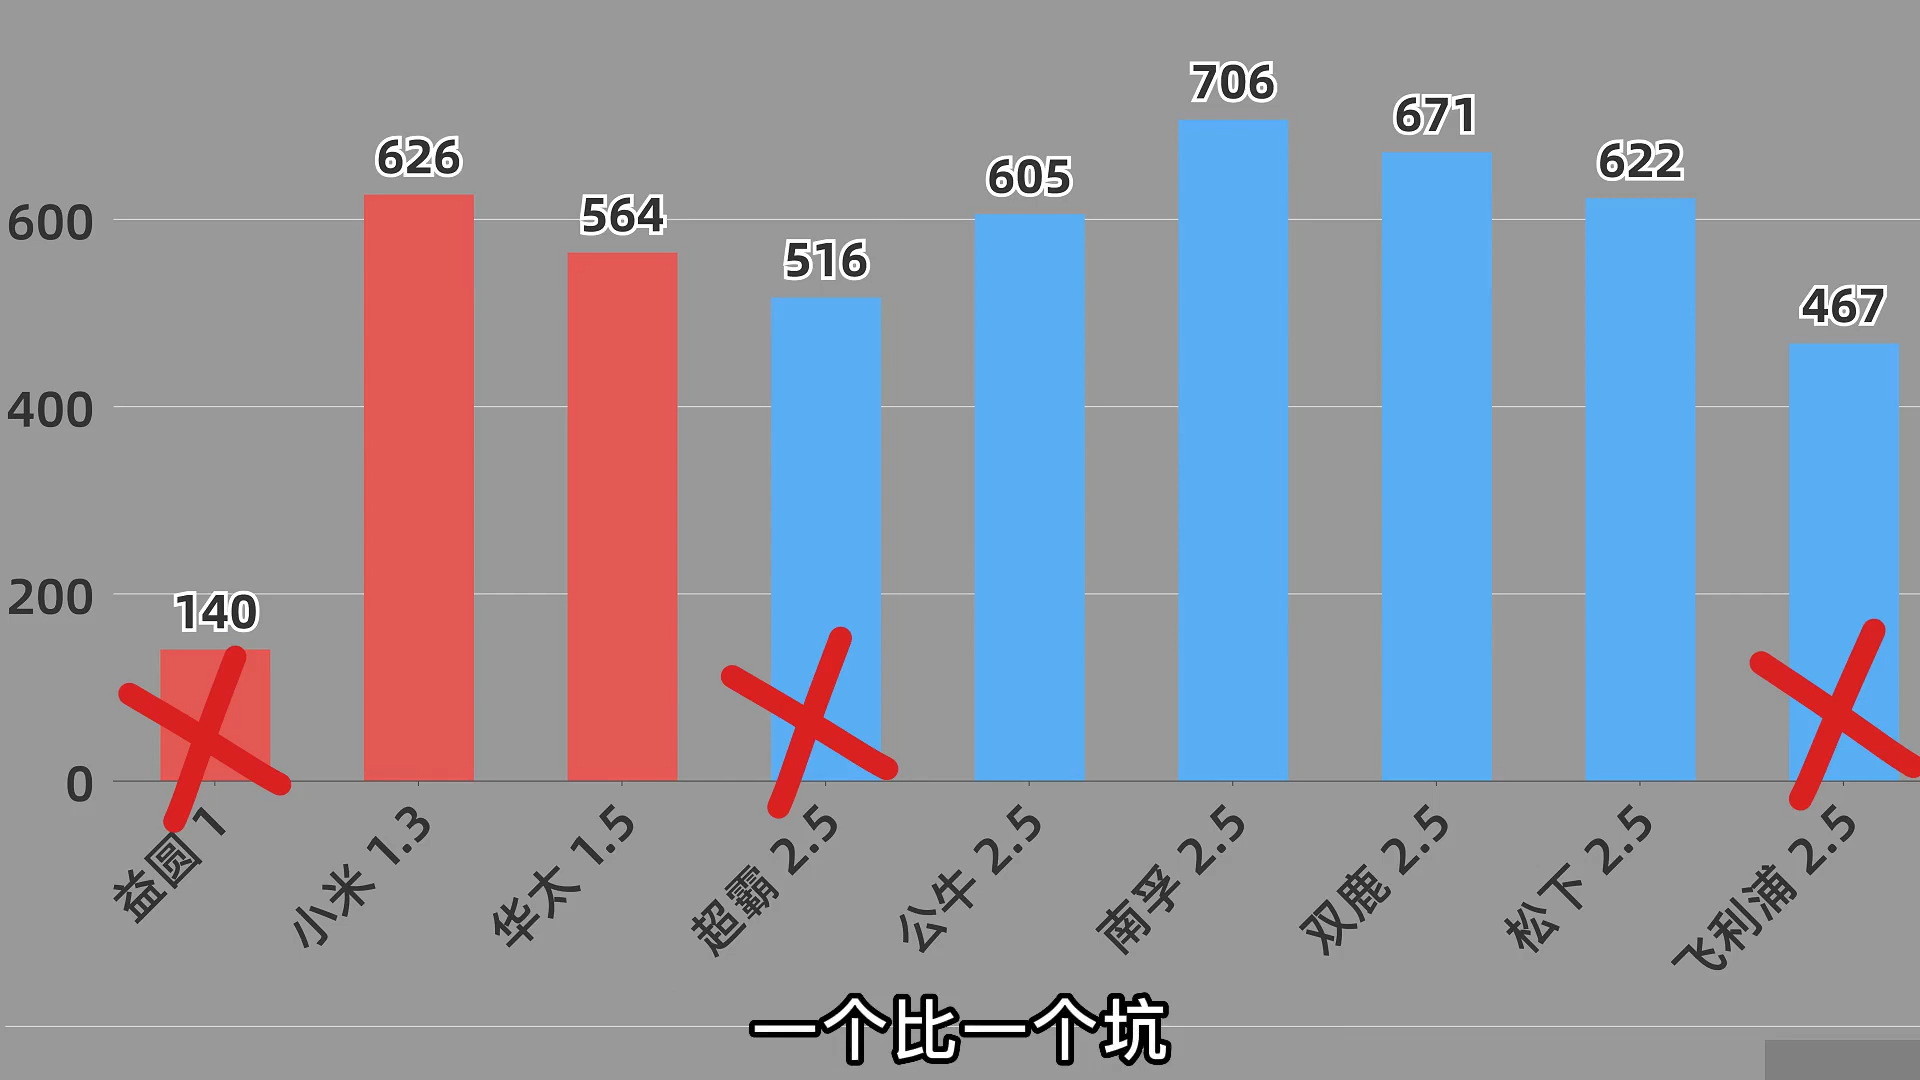 706
671
626
622
605
564
516
467
140
600
400
200
0
益圆 1
小米 1.3
华太 1.5
超霸 2.5
公牛 2.5
南孚 2.5
双鹿 2.5
松下 2.5
飞利浦 2.5
一个比一个坑